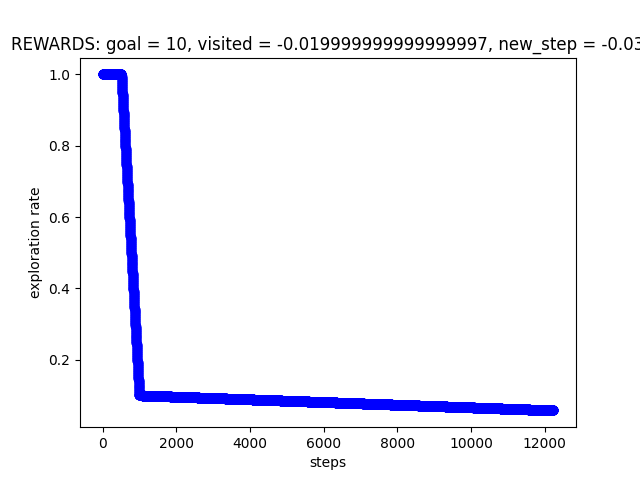 REWARDS: goal = 10, visited = -0.019999999999999997, new_step = -0.03
1.0
0.8
0.6
0.4
0.2
exploration rate
0 2000 4000 6000 8000 10000 12000
steps